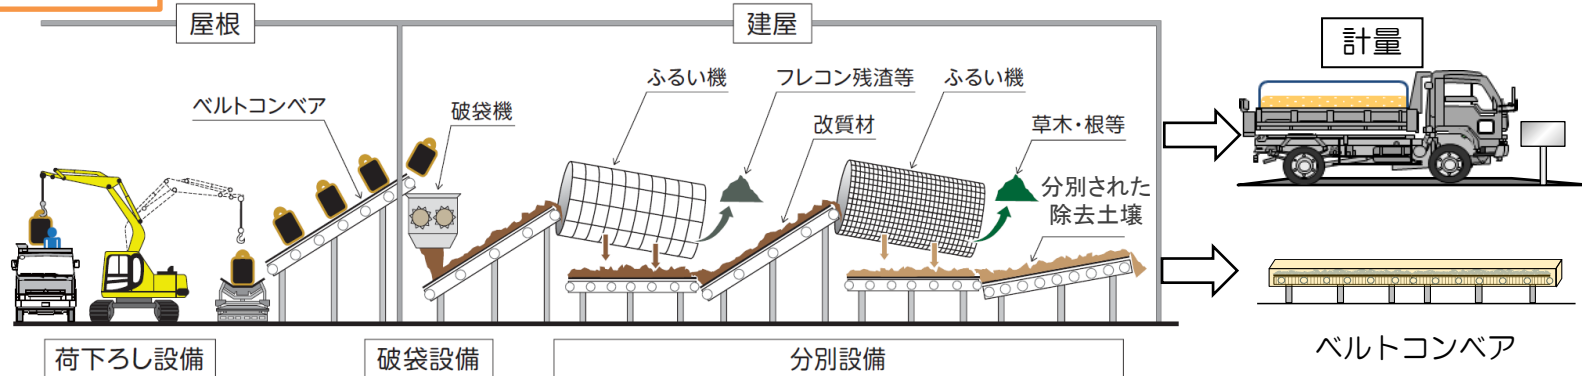 屋根
建屋
計量
ふるい機
フレコン残渣等
ふるい機
ベルトコンベア
破袋機
改質材
草木・根等
分別された
除去土壌
荷下ろし設備
破袋設備
分別設備
ベルトコンベア